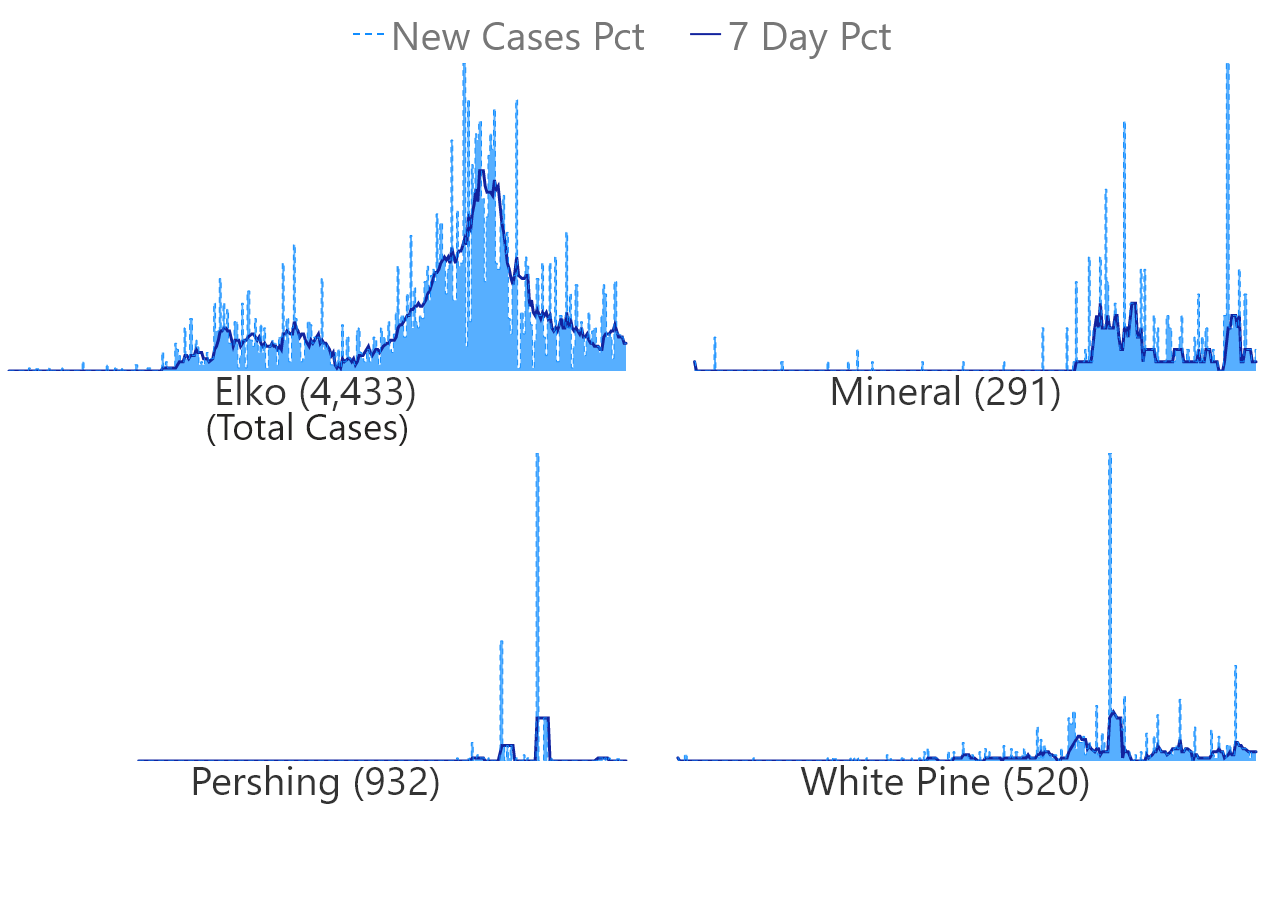 New Cases Pct 7 Day Pct
Elko (4,433) Mineral (291)
(Total Cases)
Pershing (932) White Pine (520)